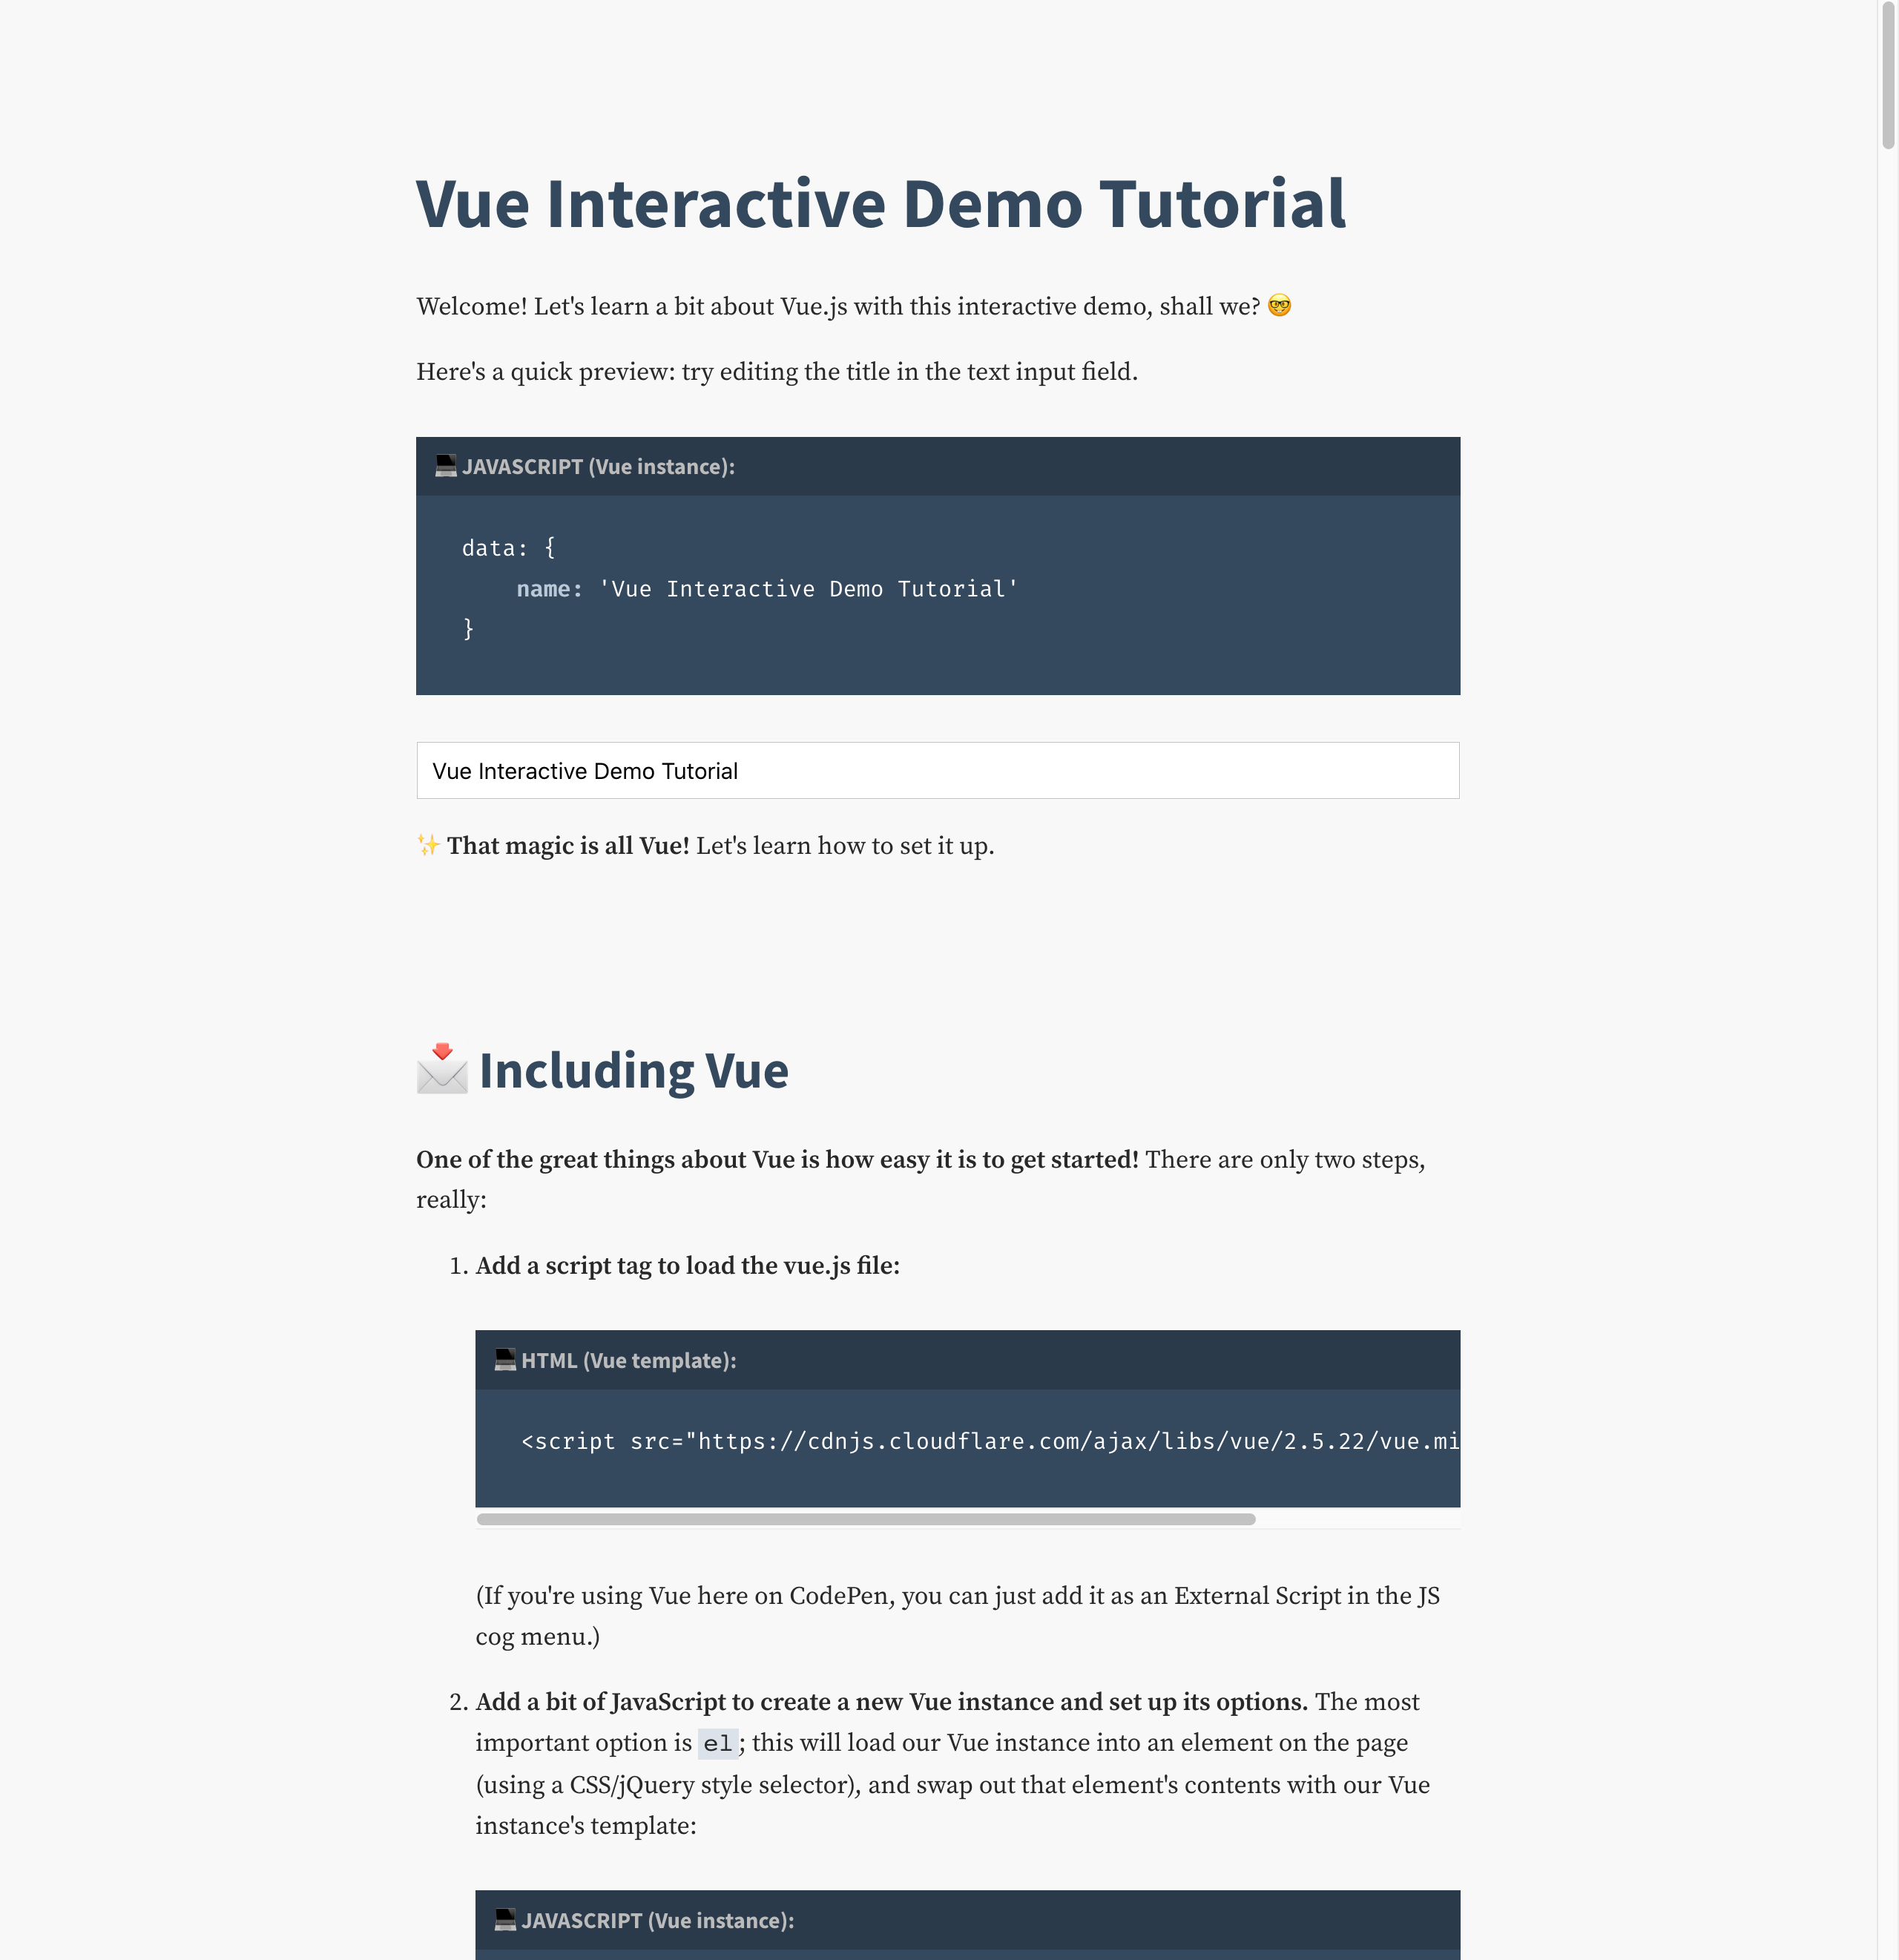 Vue Interactive Demo Tutorial
Welcome! Let's learn a bit about Vue.js with this interactive demo, shall we? 🤓
Here's a quick preview: try editing the title in the text input field.
💻 JAVASCRIPT (Vue instance):
data: {
    name: 'Vue Interactive Demo Tutorial'
}
Vue Interactive Demo Tutorial
✨ That magic is all Vue! Let's learn how to set it up.
📩 Including Vue
One of the great things about Vue is how easy it is to get started! There are only two steps,
really:
1. Add a script tag to load the vue.js file:
💻 HTML (Vue template):
<script src="https://cdnjs.cloudflare.com/ajax/libs/vue/2.5.22/vue.mi
(If you're using Vue here on CodePen, you can just add it as an External Script in the JS
cog menu.)
2. Add a bit of JavaScript to create a new Vue instance and set up its options. The most
important option is el; this will load our Vue instance into an element on the page
(using a CSS/jQuery style selector), and swap out that element's contents with our Vue
instance's template:
💻 JAVASCRIPT (Vue instance):